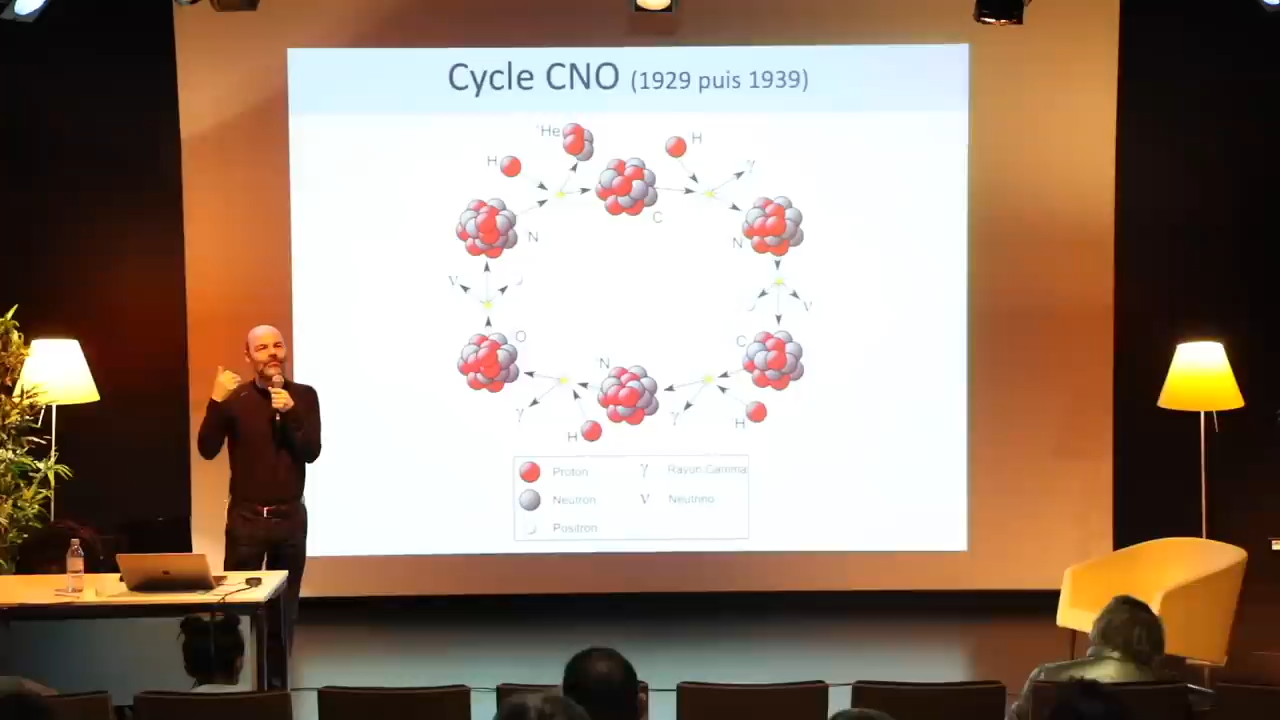 Cycle CNO (1929 puis 1939)
He
H
H
γ
C
N
N
ν
ν
O
C
N
γ
γ
H
H
Proton
γ Rayon Gamma
Neutron
ν Neutrino
Positron